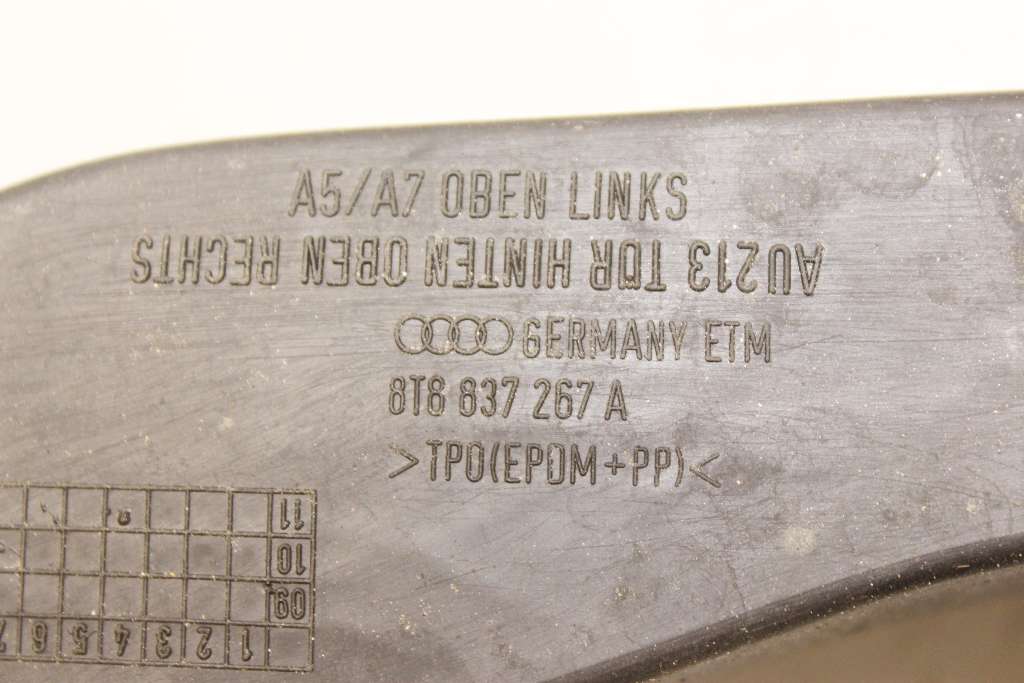 A5/A7 OBEN LINKS
AU213 TÜR HINTEN OBEN RECHTS
GERMANY ETM
8T8 837 267 A
>TPO(EPDM+PP)<
11
10
09
1 2 3 4 5 6 7